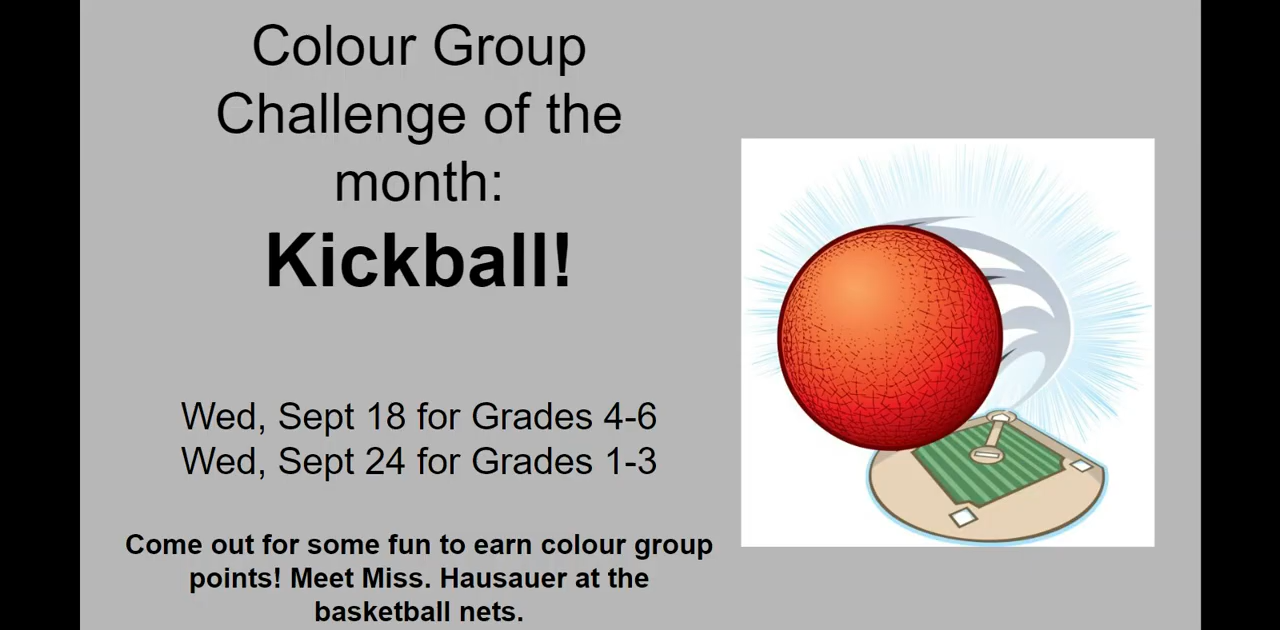 Colour Group
Challenge of the
month:
Kickball!
Wed, Sept 18 for Grades 4-6
Wed, Sept 24 for Grades 1-3
Come out for some fun to earn colour group
points! Meet Miss. Hausauer at the
basketball nets.